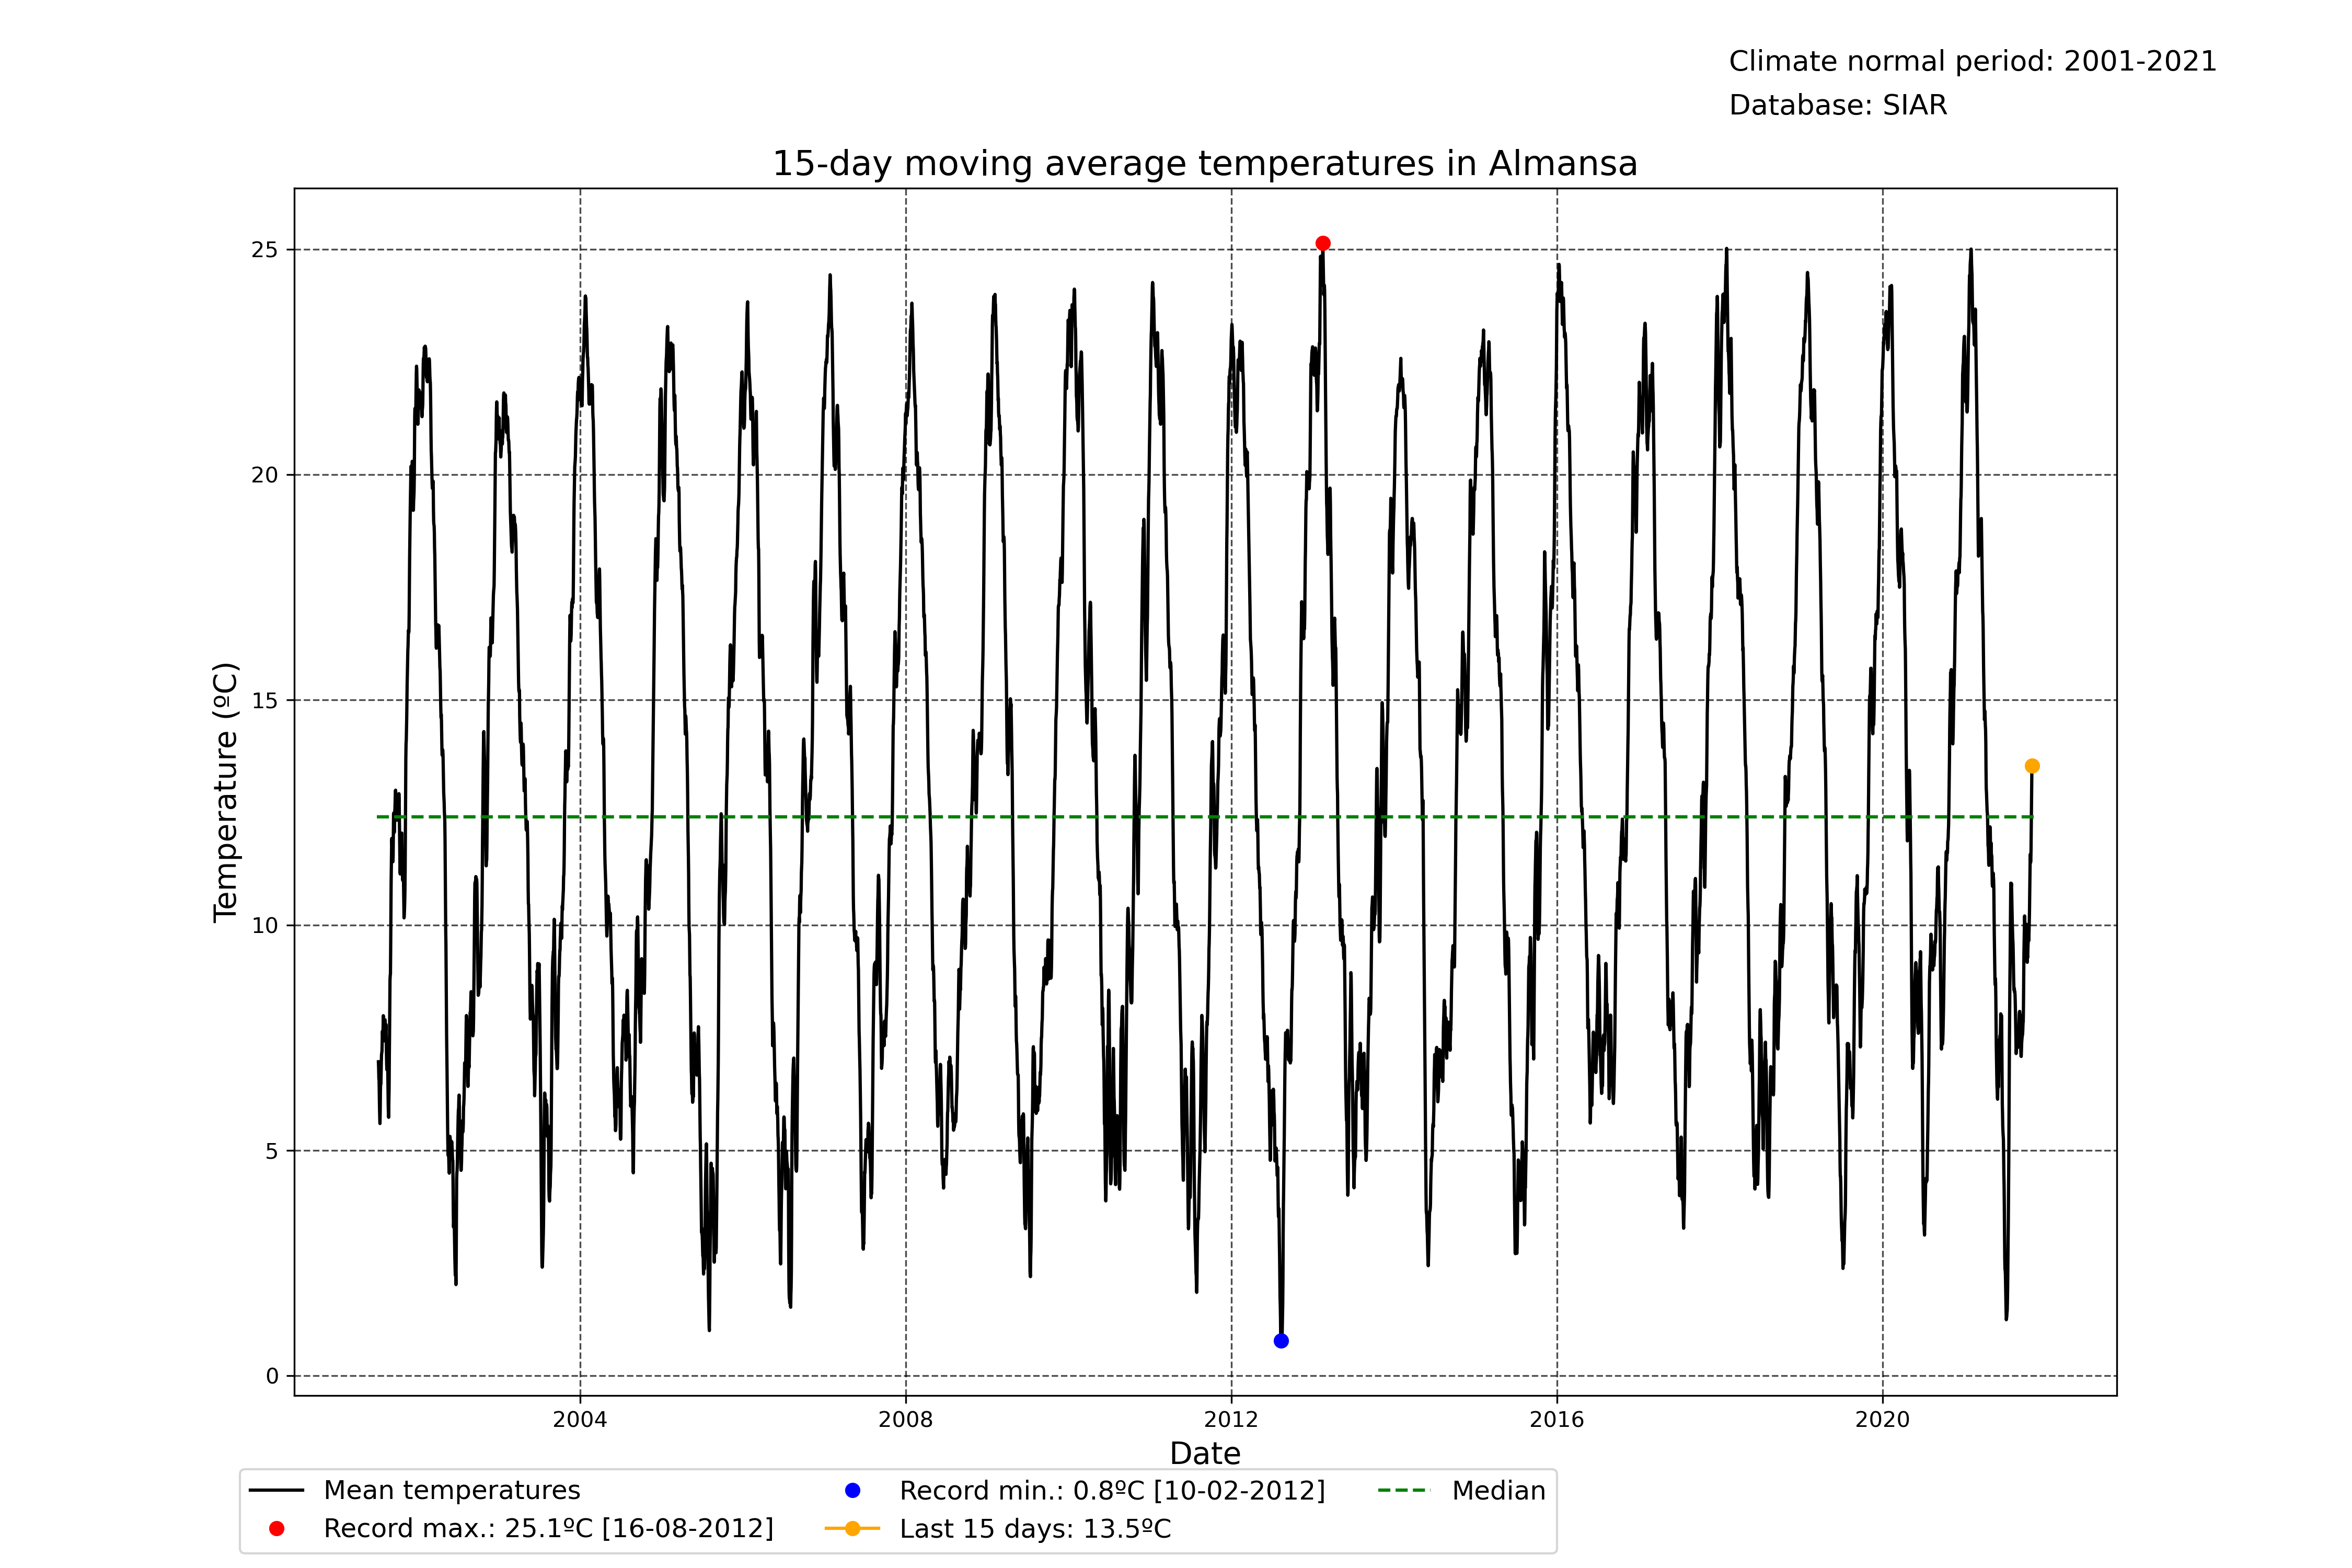 Climate normal period: 2001-2021
Database: SIAR
15-day moving average temperatures in Almansa
25
20
15
10
5
0
Temperature (ºC)
2004 2008 2012 2016 2020
Date
Mean temperatures
Record max.: 25.1ºC [16-08-2012]
Record min.: 0.8ºC [10-02-2012]
Last 15 days: 13.5ºC
Median